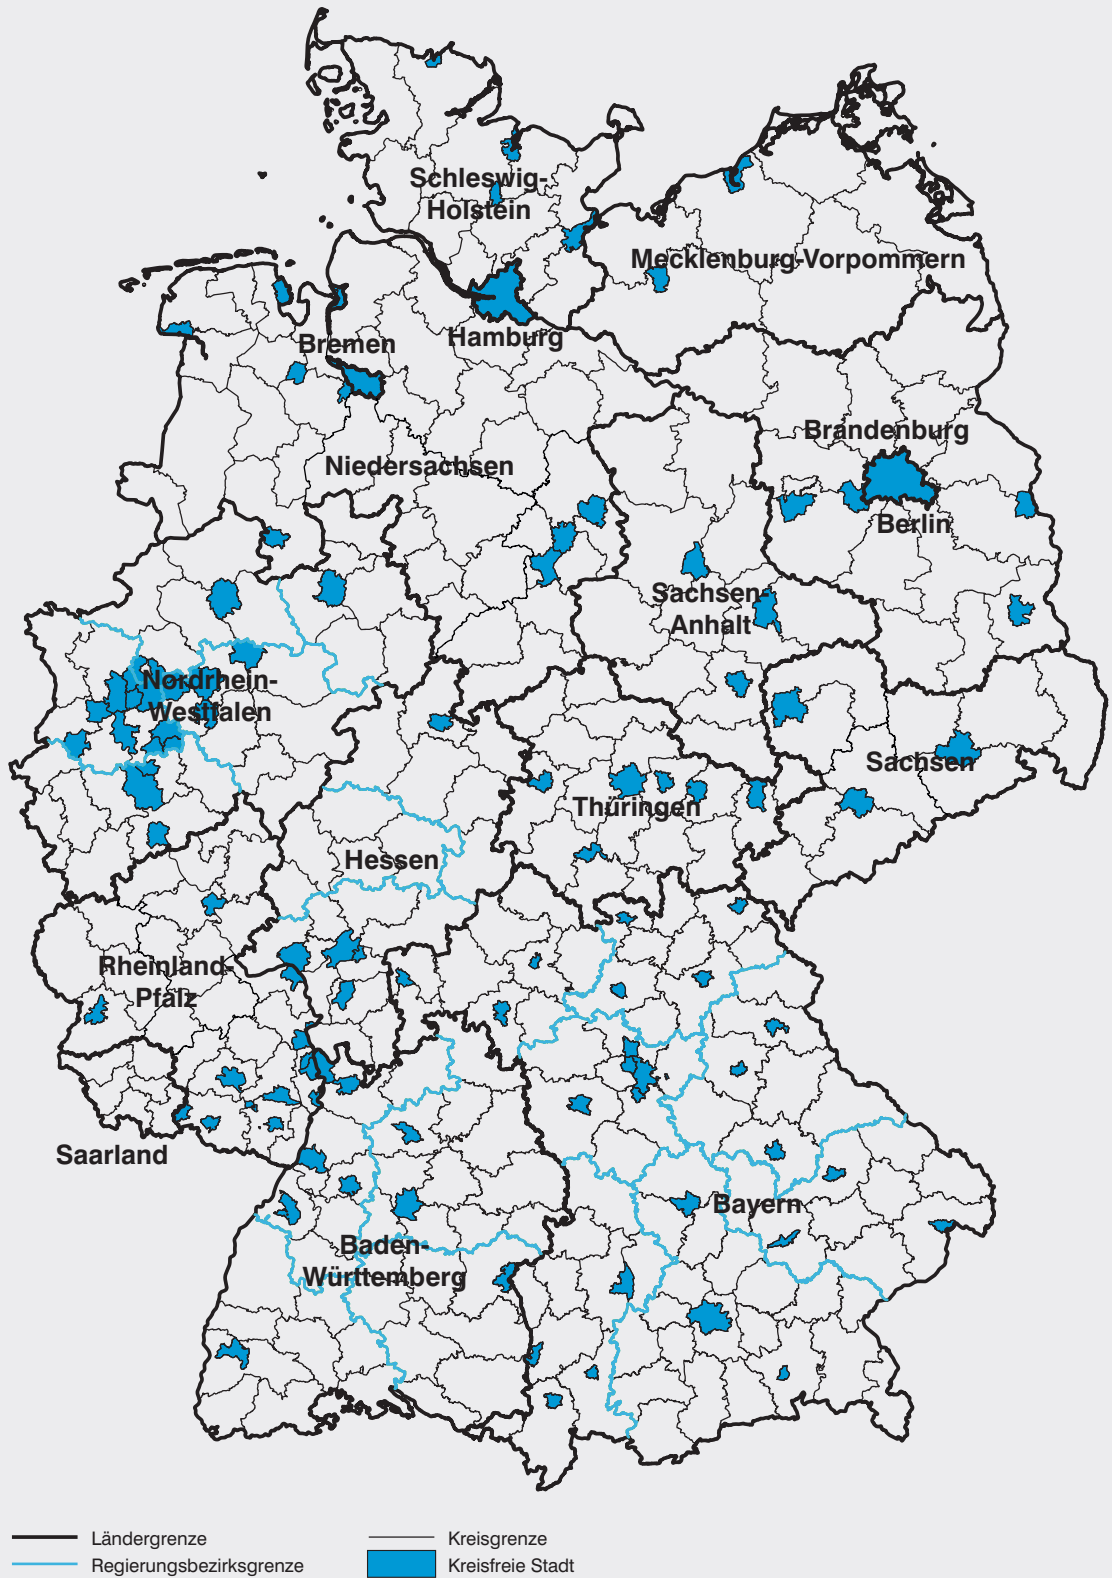 Schleswig-
Holstein
Mecklenburg-Vorpommern
Hamburg
Bremen
Brandenburg
Niedersachsen
Berlin
Sachsen-
Anhalt
Nordrhein-
Westfalen
Sachsen
Thüringen
Hessen
Rheinland-
Pfalz
Saarland
Bayern
Baden-
Württemberg
Ländergrenze
Kreisgrenze
Regierungsbezirksgrenze
Kreisfreie Stadt